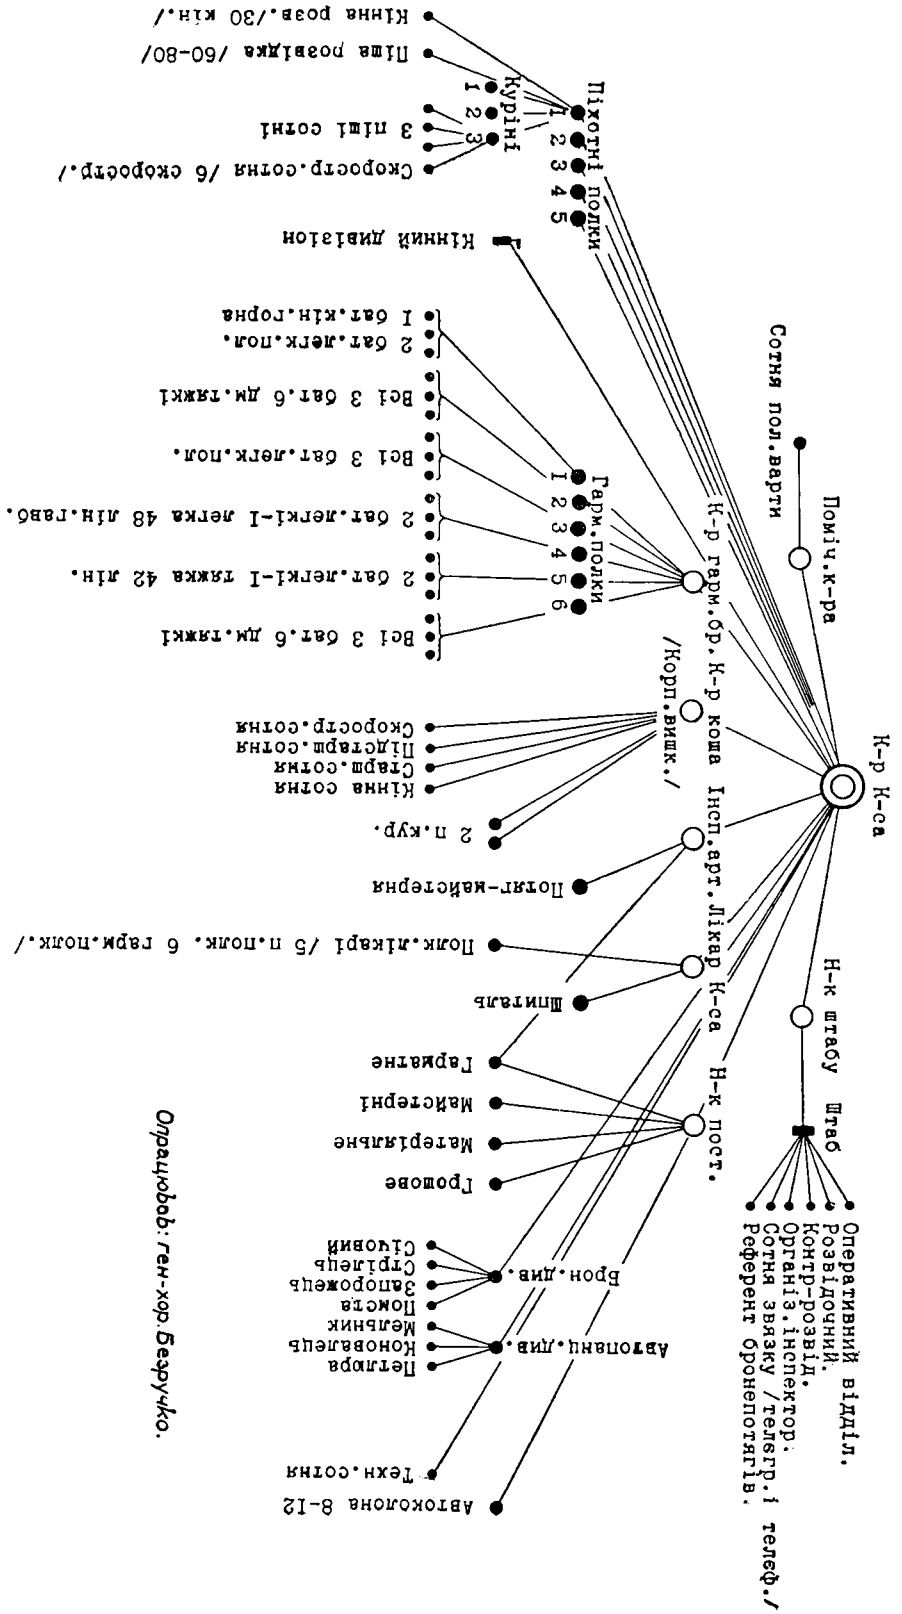 К-р К-са
Поміч.к-ра
Сотня пол.варти
Н-к штабу
Штаб
Оперативний відділ.
Розвідочний.
Контр-розвід.
Організ.інспектор.
Сотня звязку /телегр.і телеф./
Референт бронепотягів.
Піхотні полки
1
2
3
4
5
Курiнi
1
2
3
Кінна розв./30 кін./
Піша розвідка /60-80/
3 піші сотні
Скоростр.сотня /6 скоростр./
Кінний дивізіон
К-р гарм.бр.
Гарм.полки
1
2
3
4
5
6
I бат.кін.горна
2 бат.легк.пол.
Всі 3 бат.6 дм.тяжкі
Всі 3 бат.легк.пол.
2 бат.легкі-I легка 48 лін.гавб.
2 бат.легкі-I тяжка 42 лін.
Всі 3 бат.6 дм.тяжкі
К-р коша
/Корп.вишк./
Скоростр.сотня
Підстарш.сотня
Старш.сотня
Кінна сотня
2 п.кур.
Інсп.арт.
Потяг-майстерня
Лікар К-са
Полк.лікарі /5 п.полк. 6 гарм.полк./
Шпиталь
Н-к пост.
Гарматне
Майстерні
Матеріяльне
Грошове
Брон.див.
Січовий
Стрілець
Запорожець
Помста
Автопанц.див.
Мельник
Коновалець
Петлюра
Техн.сотня
Автоколона 8-I2
Опрацював: ген-хор. Безручко.